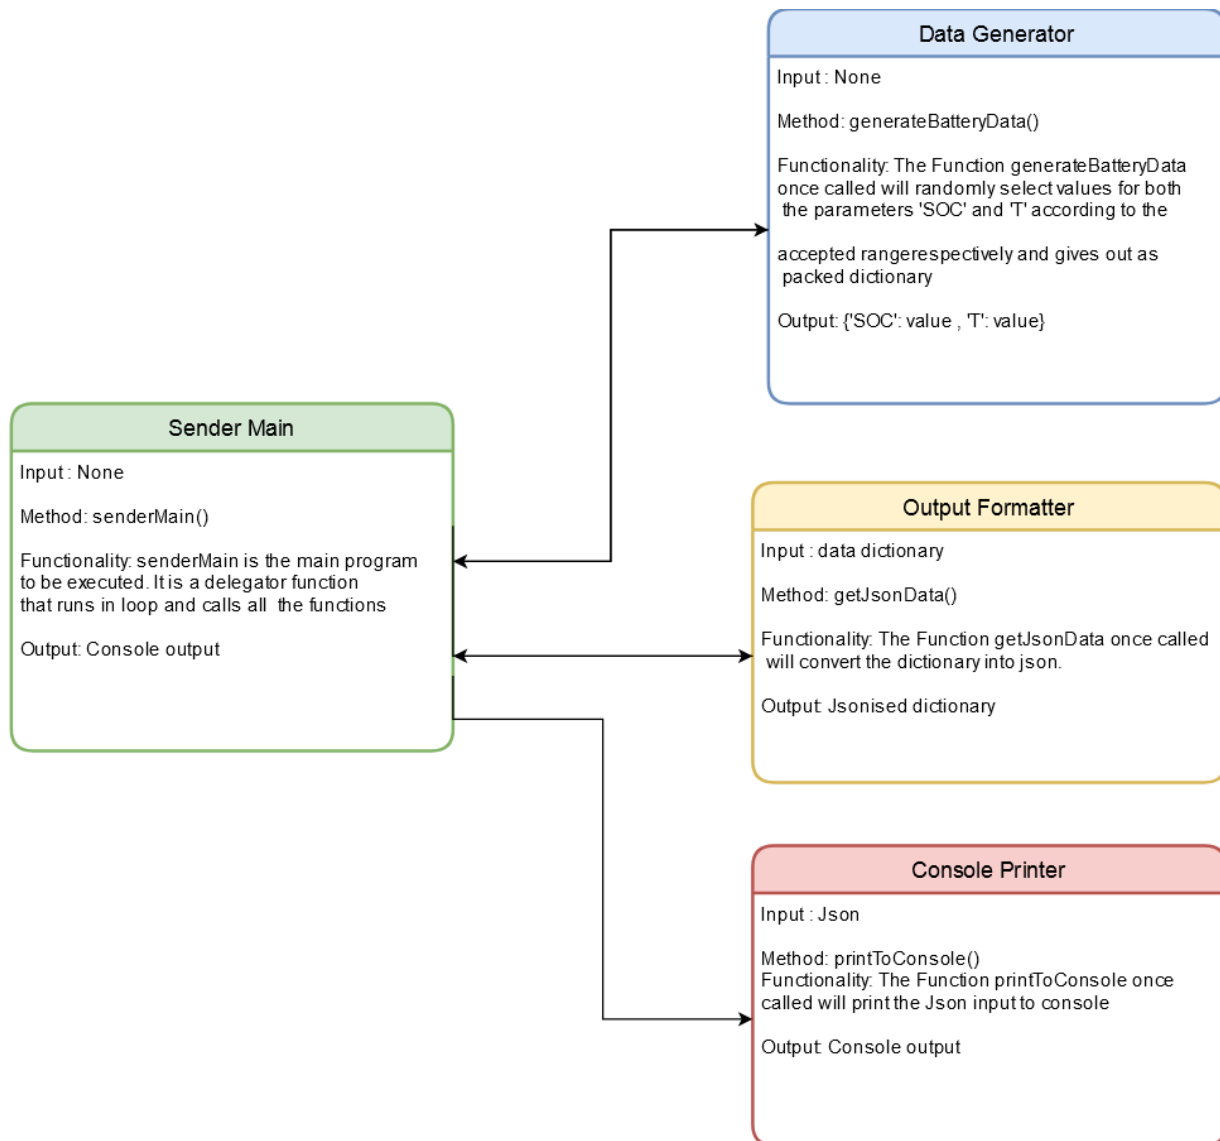 Data Generator
Input : None
Method: generateBatteryData()
Functionality: The Function generateBatteryData
once called will randomly select values for both
the parameters 'SOC' and 'T' according to the
accepted rangerespectively and gives out as
packed dictionary
Output: {'SOC': value , 'T': value}
Sender Main
Input : None
Method: senderMain()
Functionality: senderMain is the main program
to be executed. It is a delegator function
that runs in loop and calls all the functions
Output: Console output
Output Formatter
Input : data dictionary
Method: getJsonData()
Functionality: The Function getJsonData once called
will convert the dictionary into json.
Output: Jsonised dictionary
Console Printer
Input : Json
Method: printToConsole()
Functionality: The Function printToConsole once
called will print the Json input to console
Output: Console output